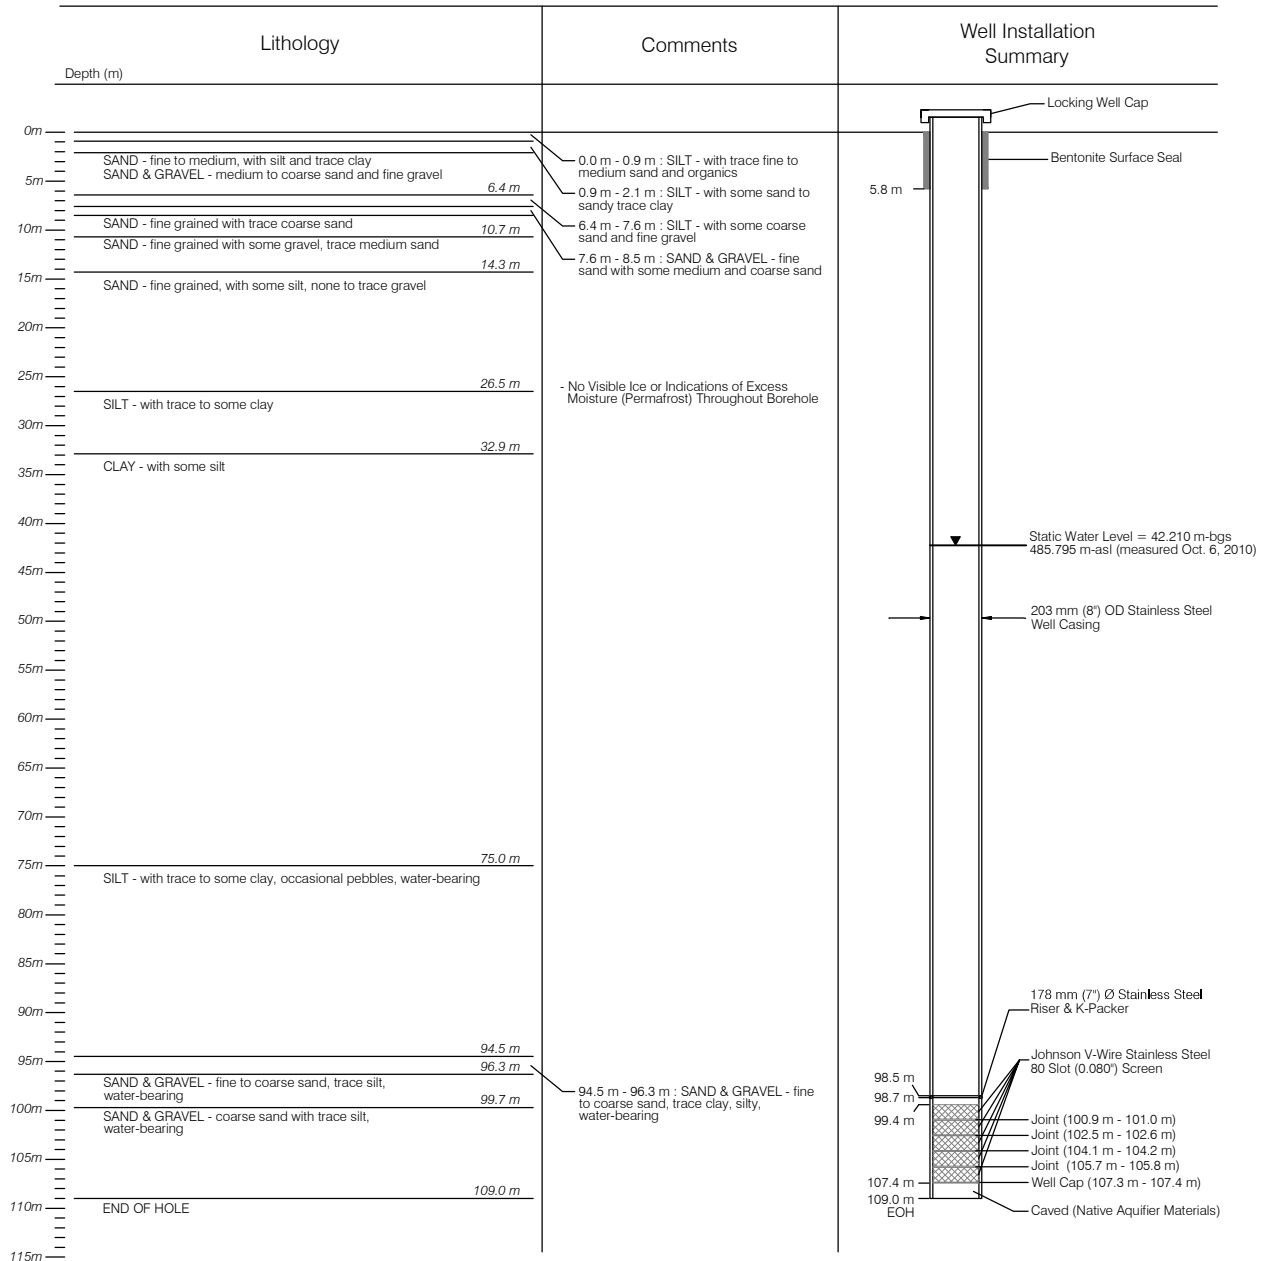 Lithology
Comments
Well Installation
Summary
Depth (m)
Locking Well Cap
0m
SAND - fine to medium, with silt and trace clay
SAND & GRAVEL - medium to coarse sand and fine gravel
0.0 m - 0.9 m : SILT - with trace fine to
medium sand and organics
Bentonite Surface Seal
5m
6.4 m
0.9 m - 2.1 m : SILT - with some sand to
sandy trace clay
5.8 m
SAND - fine grained with trace coarse sand
6.4 m - 7.6 m : SILT - with some coarse
sand and fine gravel
10m
10.7 m
SAND - fine grained with some gravel, trace medium sand
7.6 m - 8.5 m : SAND & GRAVEL - fine
sand with some medium and coarse sand
14.3 m
15m
SAND - fine grained, with some silt, none to trace gravel
20m
25m
26.5 m
- No Visible Ice or Indications of Excess
Moisture (Permafrost) Throughout Borehole
SILT - with trace to some clay
30m
32.9 m
CLAY - with some silt
35m
40m
Static Water Level = 42.210 m-bgs
485.795 m-asl (measured Oct. 6, 2010)
45m
50m
203 mm (8") OD Stainless Steel
Well Casing
55m
60m
65m
70m
75m
75.0 m
SILT - with trace to some clay, occasional pebbles, water-bearing
80m
85m
90m
178 mm (7") Ø Stainless Steel
Riser & K-Packer
94.5 m
95m
96.3 m
Johnson V-Wire Stainless Steel
80 Slot (0.080") Screen
SAND & GRAVEL - fine to coarse sand, trace silt,
water-bearing
94.5 m - 96.3 m : SAND & GRAVEL - fine
to coarse sand, trace clay, silty,
water-bearing
98.5 m
98.7 m
99.4 m
99.7 m
100m
SAND & GRAVEL - coarse sand with trace silt,
water-bearing
Joint (100.9 m - 101.0 m)
Joint (102.5 m - 102.6 m)
Joint (104.1 m - 104.2 m)
105m
Joint (105.7 m - 105.8 m)
107.4 m
Well Cap (107.3 m - 107.4 m)
109.0 m
109.0 m
EOH
110m
END OF HOLE
Caved (Native Aquifier Materials)
115m